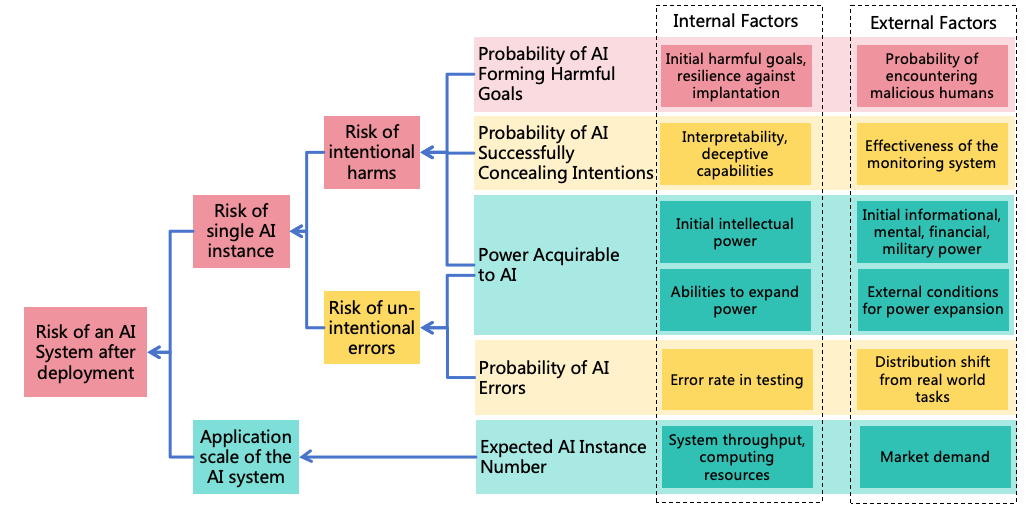 Internal Factors
External Factors
Probability of AI
Forming Harmful
Goals
Initial harmful goals,
resilience against
implantation
Probability of
encountering
malicious humans
Risk of
intentional
harms
Probability of AI
Successfully
Concealing Intentions
Interpretability,
deceptive
capabilities
Effectiveness of the
monitoring system
Risk of
single AI
instance
Power Acquirable
to AI
Initial intellectual
power
Initial informational,
mental, financial,
military power
Abilities to expand
power
External conditions
for power expansion
Risk of un-
intentional
errors
Risk of an AI
System after
deployment
Probability of AI
Errors
Error rate in testing
Distribution shift
from real world
tasks
Application
scale of the
AI system
Expected AI Instance
Number
System throughput,
computing
resources
Market demand